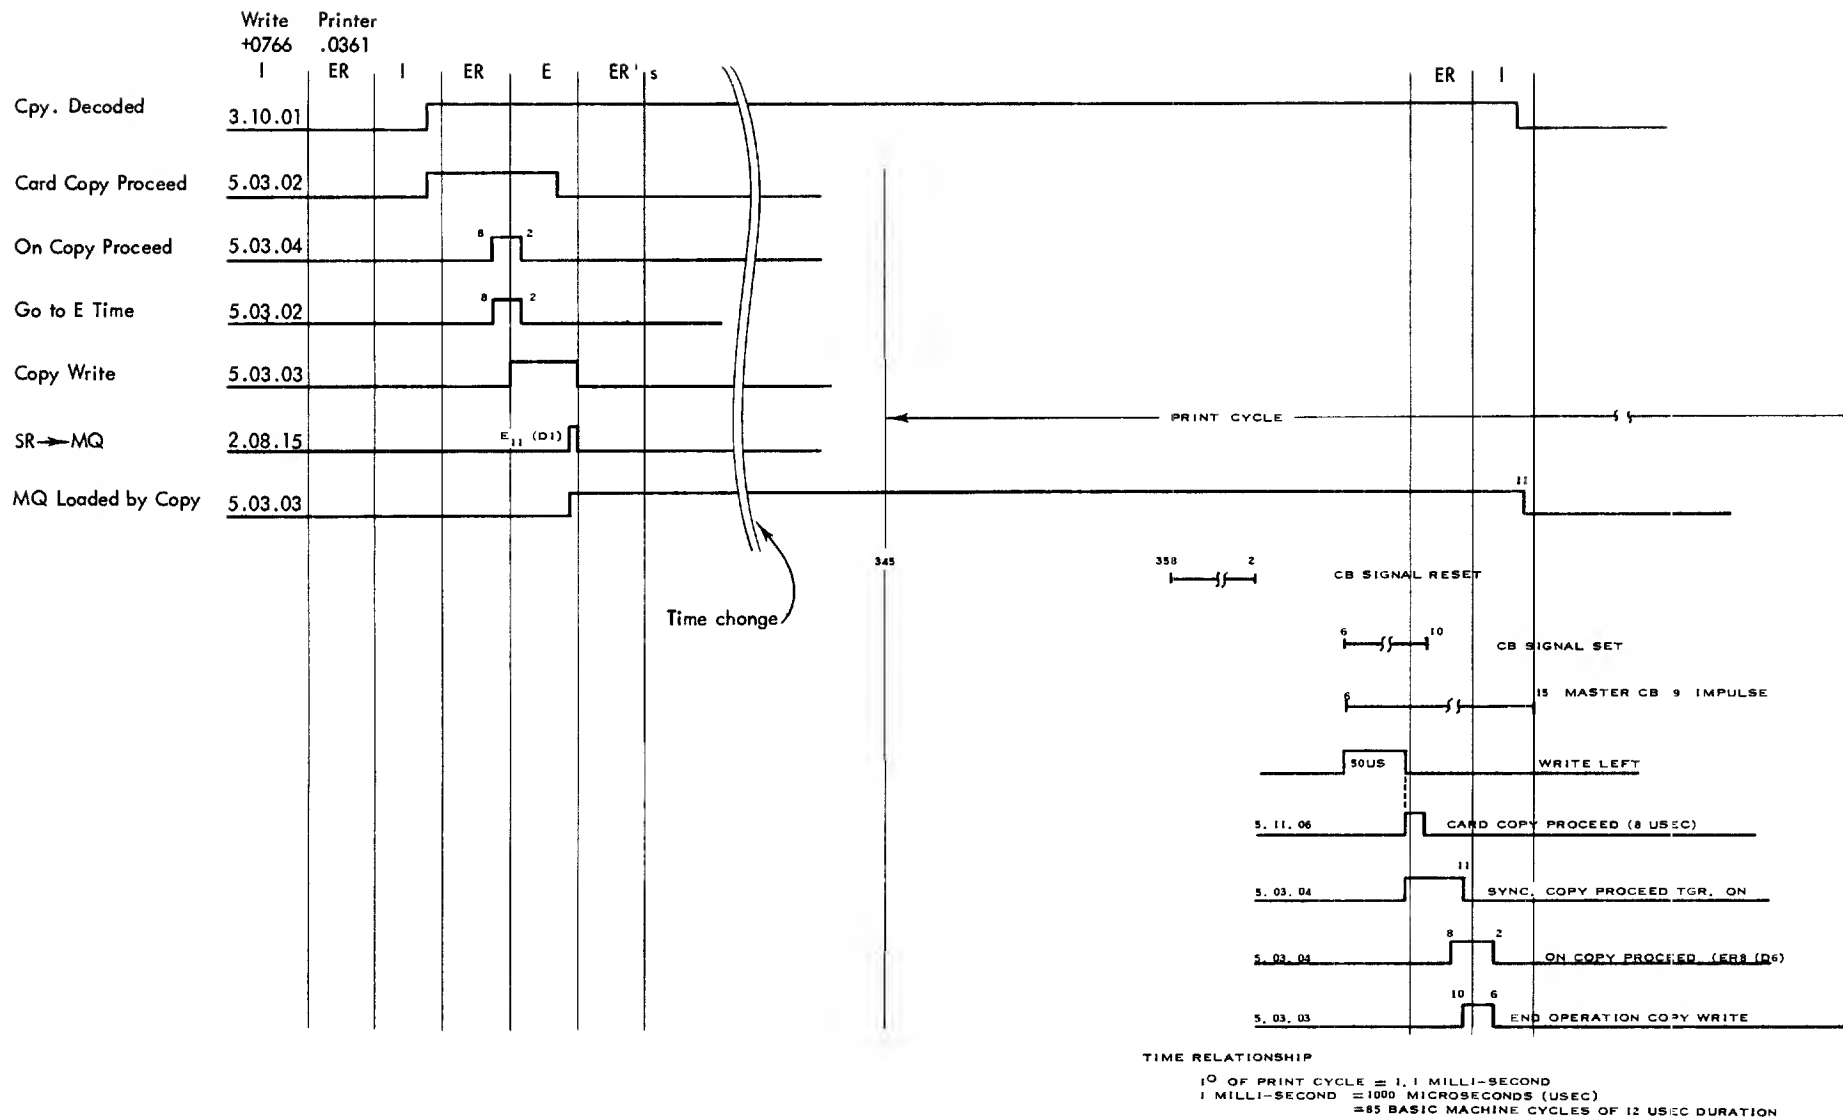 Write Printer
+0766 .0361
I ER I ER E ER's ER I
Cpy. Decoded 3.10.01
Card Copy Proceed 5.03.02
On Copy Proceed 5.03.04 8 2
Go to E Time 5.03.02 8 2
Copy Write 5.03.03
PRINT CYCLE
SR→MQ 2.08.15 E11 (D1)
MQ Loaded by Copy 5.03.03 11
345
358 2 CB SIGNAL RESET
Time chonge
6 10 CB SIGNAL SET
6 15 MASTER CB 9 IMPULSE
50US WRITE LEFT
5.11.06 CARD COPY PROCEED (8 USEC)
5.03.04 11 SYNC. COPY PROCEED TGR. ON
5.03.04 8 2 ON COPY PROCEED (ER8 (D6)
5.03.03 10 6 END OPERATION COPY WRITE
TIME RELATIONSHIP
1° OF PRINT CYCLE = 1.1 MILLI-SECOND
1 MILLI-SECOND = 1000 MICROSECONDS (USEC)
=85 BASIC MACHINE CYCLES OF 12 USEC DURATION